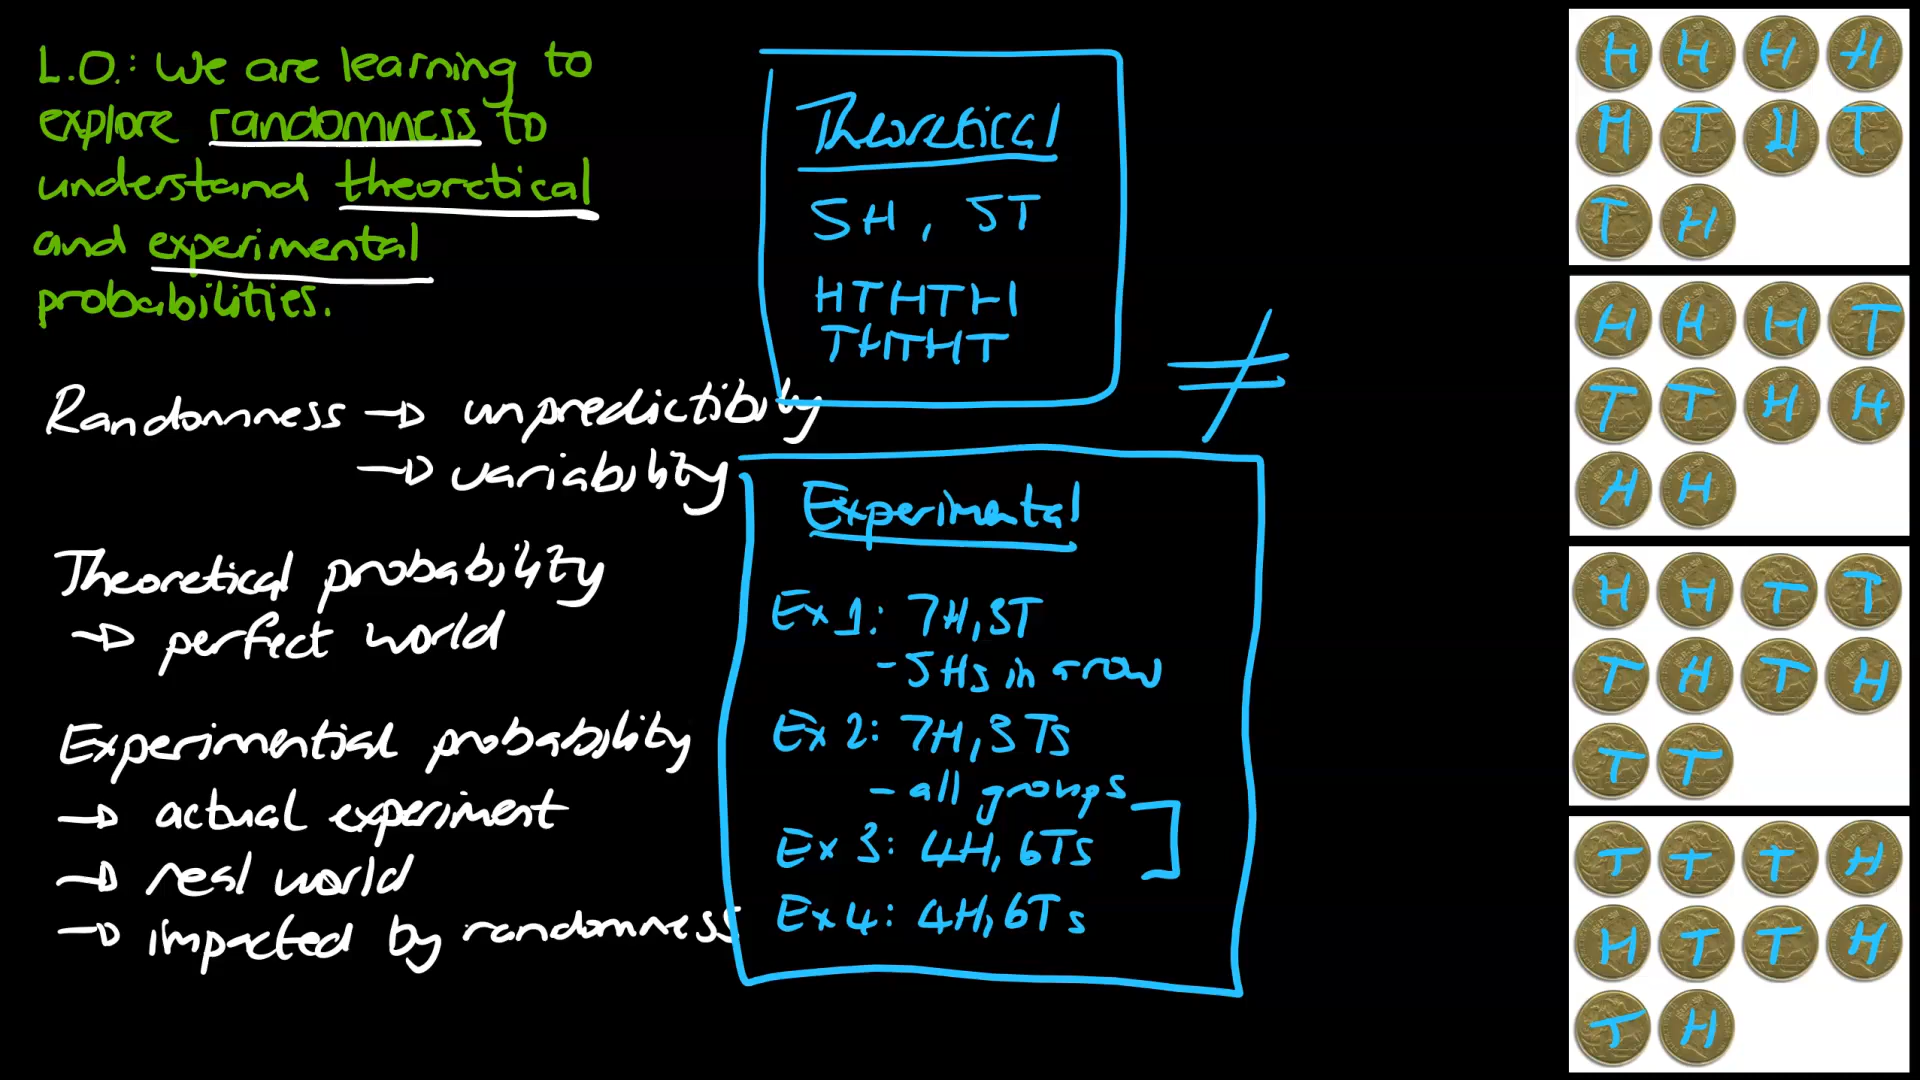 L.O.: We are learning to
explore randomness to
understand theoretical
and experimental
probabilities.
Randomness → unpredictibility
→ variability
Theoretical probability
→ perfect world
Experimential probability
→ actual experiment
→ real world
→ impacted by randomness
Theoretical
5H, 5T
HTHTH
THTHT
≠
Experimental
Ex 1: 7H, 3T
- 5Hs in a row
Ex 2: 7H, 3Ts
- all groups
Ex 3: 4H, 6Ts
Ex 4: 4H, 6Ts
H H H H
H T H T
T H
H H H T
T T H H
H H
H H T T
T H T H
T T
T T T H
H T T H
T H